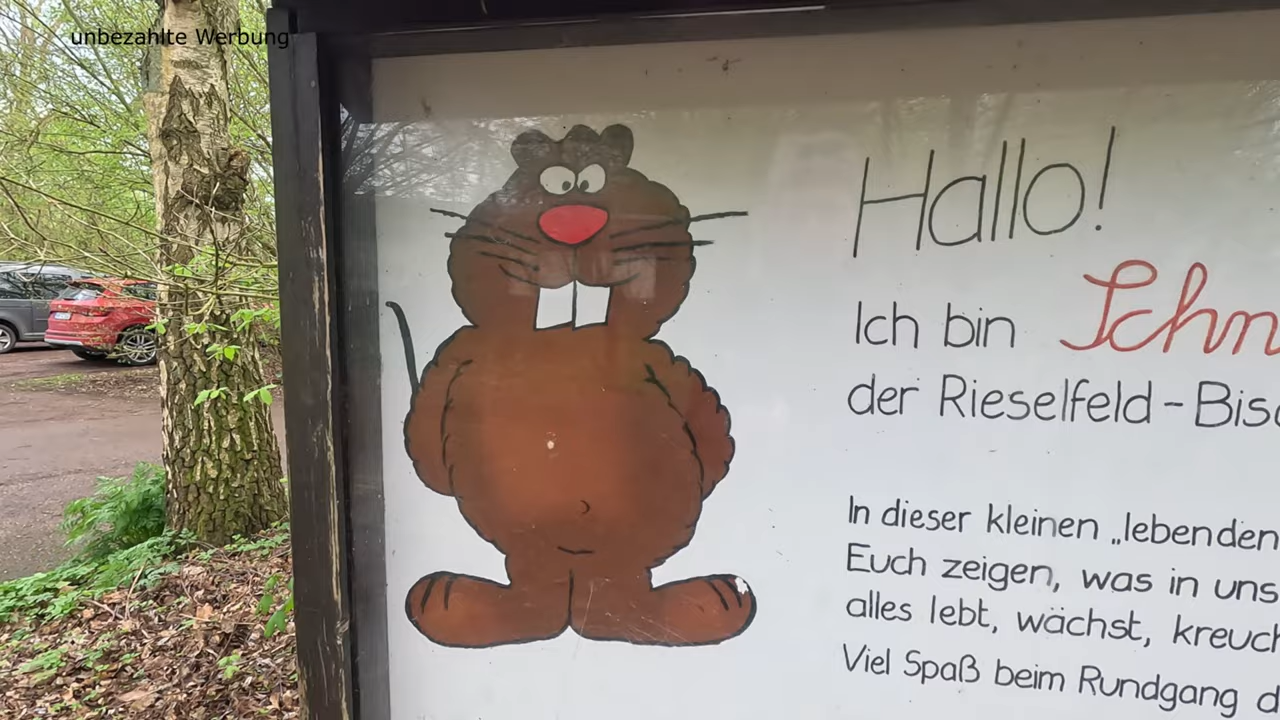 unbezahlte Werbung
Hallo!
Ich bin
der Rieselfeld-
In dieser kleinen „lebenden
Euch zeigen, was in
alles lebt, wächst,
Viel Spaß beim Rundgang